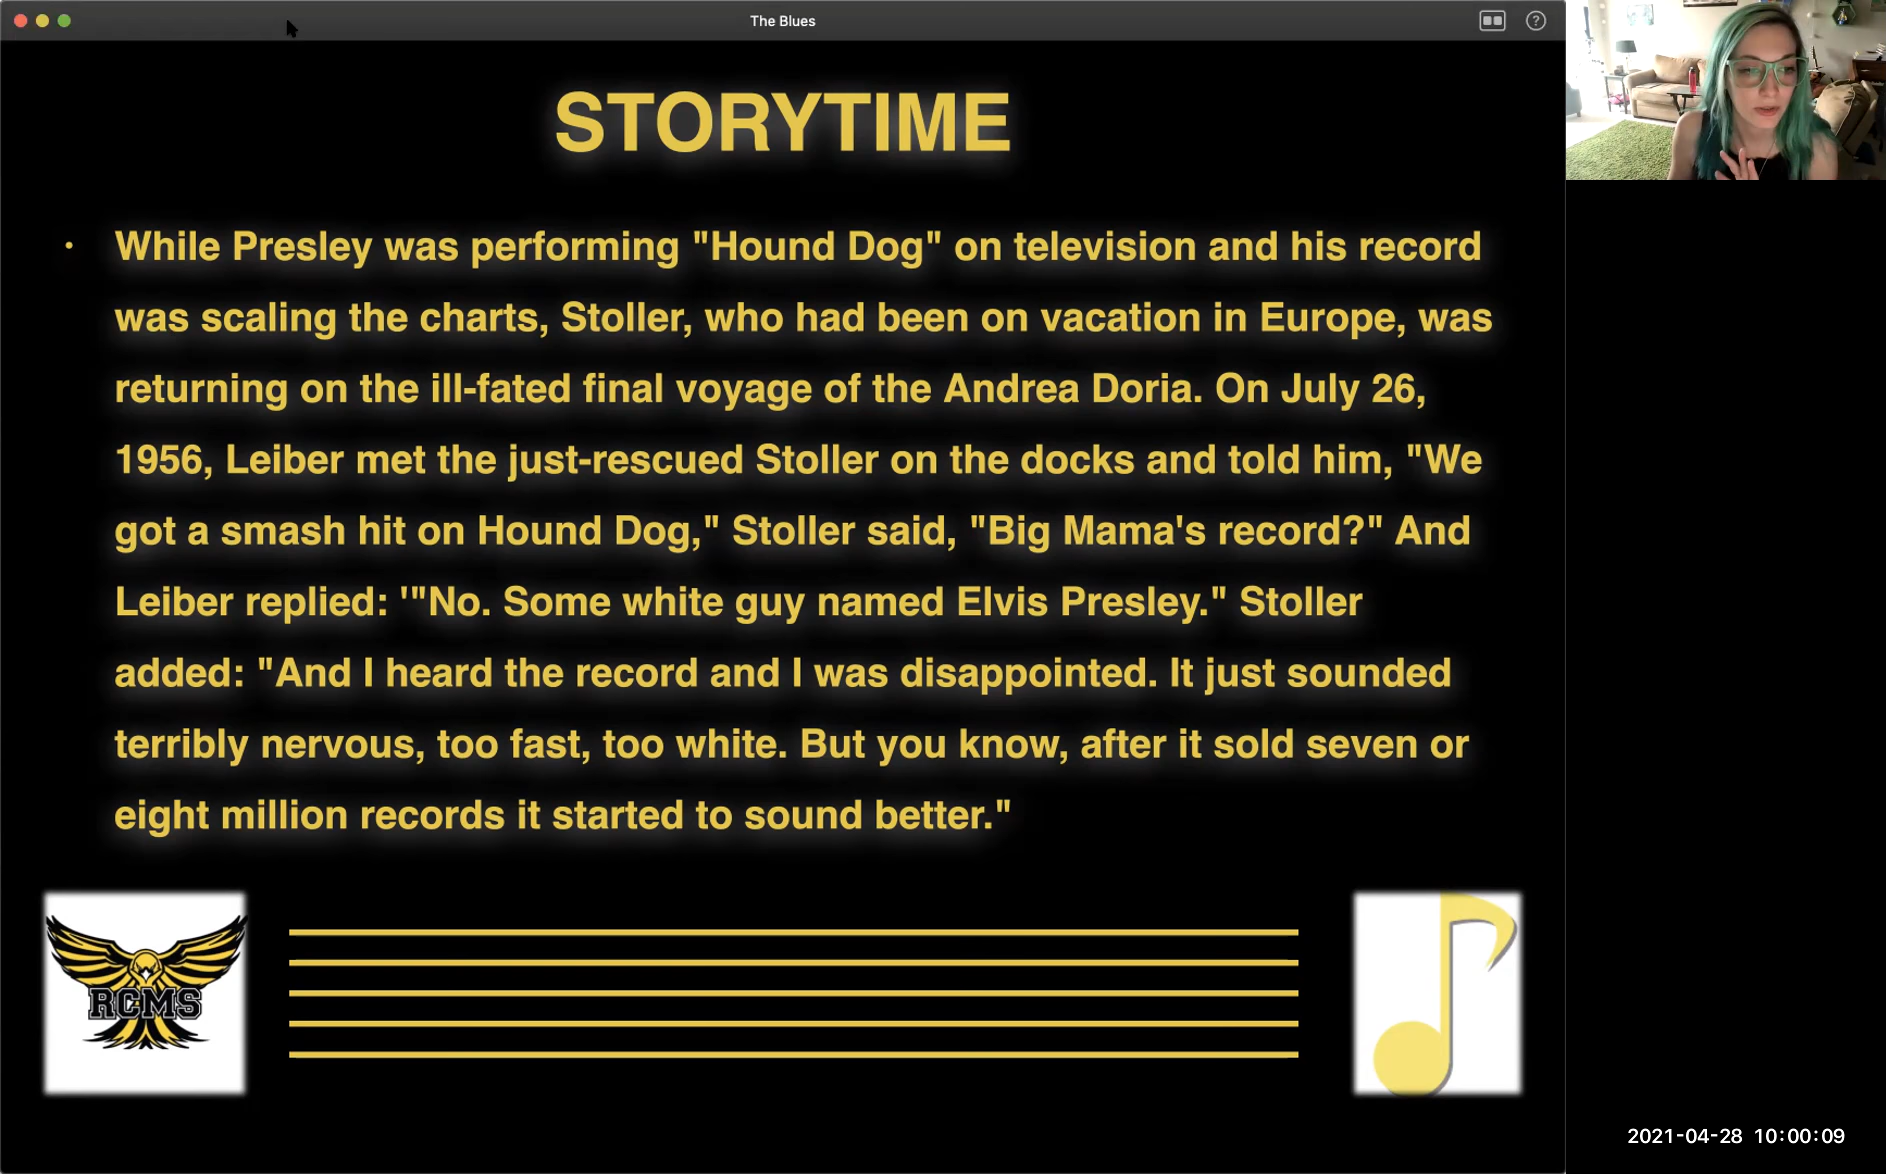 The Blues
STORYTIME
• While Presley was performing "Hound Dog" on television and his record
was scaling the charts, Stoller, who had been on vacation in Europe, was
returning on the ill-fated final voyage of the Andrea Doria. On July 26,
1956, Leiber met the just-rescued Stoller on the docks and told him, "We
got a smash hit on Hound Dog," Stoller said, "Big Mama's record?" And
Leiber replied: '"No. Some white guy named Elvis Presley." Stoller
added: "And I heard the record and I was disappointed. It just sounded
terribly nervous, too fast, too white. But you know, after it sold seven or
eight million records it started to sound better."
RCMS
2021-04-28 10:00:09